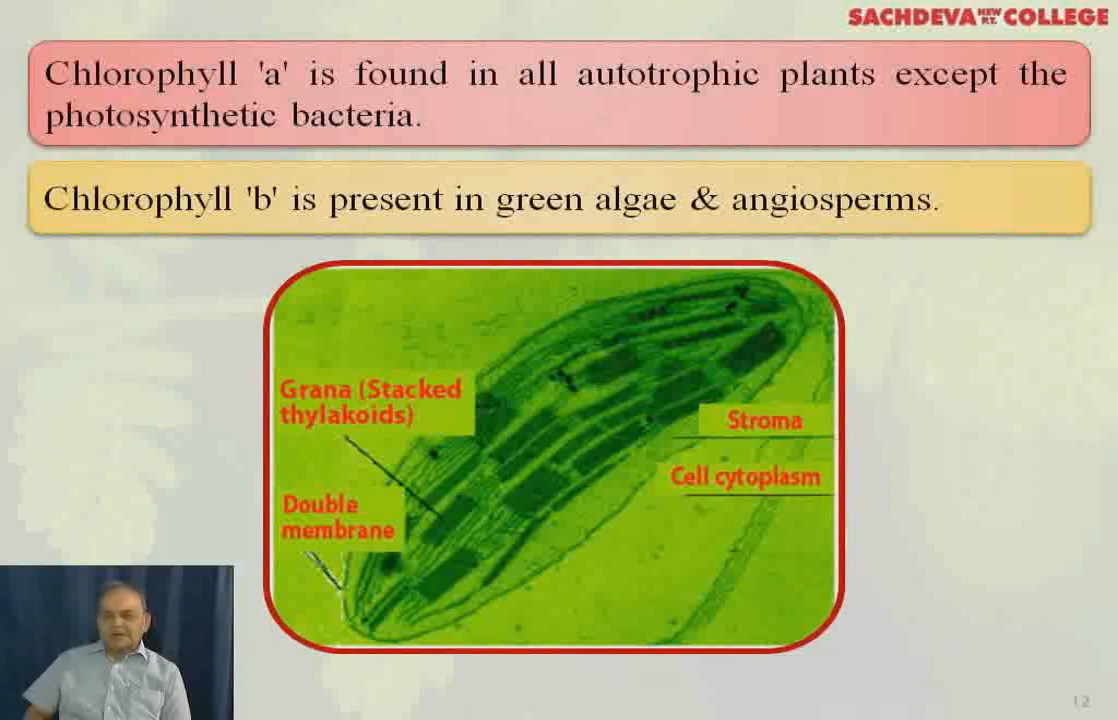 SACHDEVA NEW P.T. COLLEGE
Chlorophyll 'a' is found in all autotrophic plants except the
photosynthetic bacteria.
Chlorophyll 'b' is present in green algae & angiosperms.
Grana (Stacked
thylakoids)
Stroma
Cell cytoplasm
Double
membrane
12